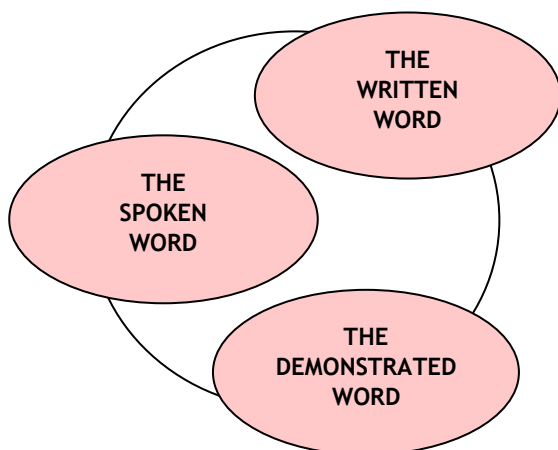 THE
WRITTEN
WORD
THE
SPOKEN
WORD
THE
DEMONSTRATED
WORD